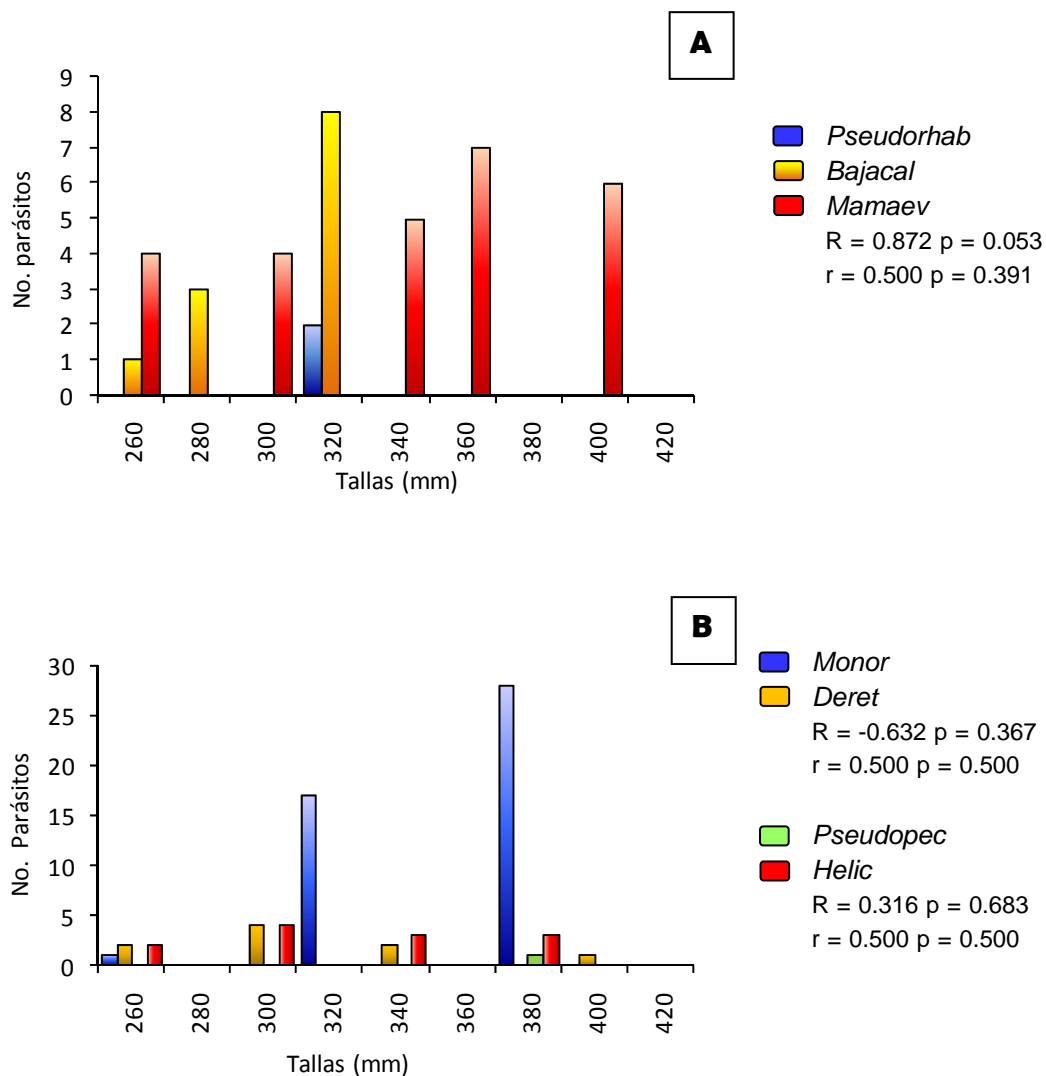 A
9
8
7
6
5
4
3
2
1
0
No. parásitos
260 280 300 320 340 360 380 400 420
Tallas (mm)
Pseudorhab
Bajacal
Mamaev
R = 0.872 p = 0.053
r = 0.500 p = 0.391
B
30
25
20
15
10
5
0
No. Parásitos
260 280 300 320 340 360 380 400 420
Tallas (mm)
Monor
Deret
R = -0.632 p = 0.367
r = 0.500 p = 0.500
Pseudopec
Helic
R = 0.316 p = 0.683
r = 0.500 p = 0.500